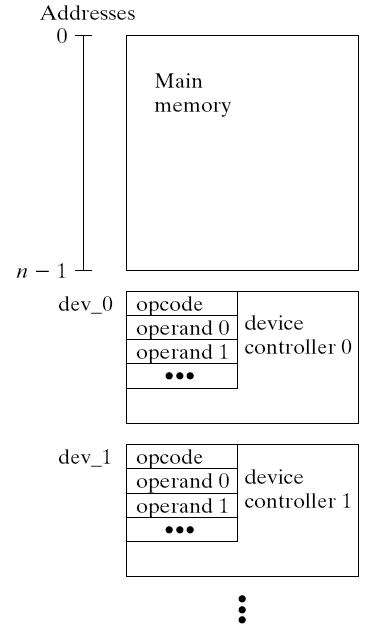 Addresses
0
Main
memory
n − 1
dev_0
opcode
operand 0
operand 1
•••
device
controller 0
dev_1
opcode
operand 0
operand 1
•••
device
controller 1